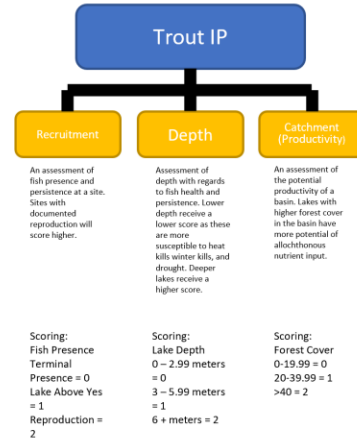 Trout IP
Recruitment
An assessment of
fish presence and
persistence at a site.
Sites with
documented
reproduction will
score higher.
Scoring:
Fish Presence
Terminal
Presence = 0
Lake Above Yes
= 1
Reproduction =
2
Depth
Assessment of
depth with regards
to fish health and
persistence. Lower
depth receive a
lower score as these
are more
susceptible to heat
kills winter kills, and
drought. Deeper
lakes receive a
higher score.
Scoring:
Lake Depth
0 – 2.99 meters
= 0
3 – 5.99 meters
= 1
6 + meters = 2
Catchment
(Productivity)
An assessment of
the potential
productivity of a
basin. Lakes with
higher forest cover
in the basin have
more potential of
allochthonous
nutrient input.
Scoring:
Forest Cover
0-19.99 = 0
20-39.99 = 1
>40 = 2